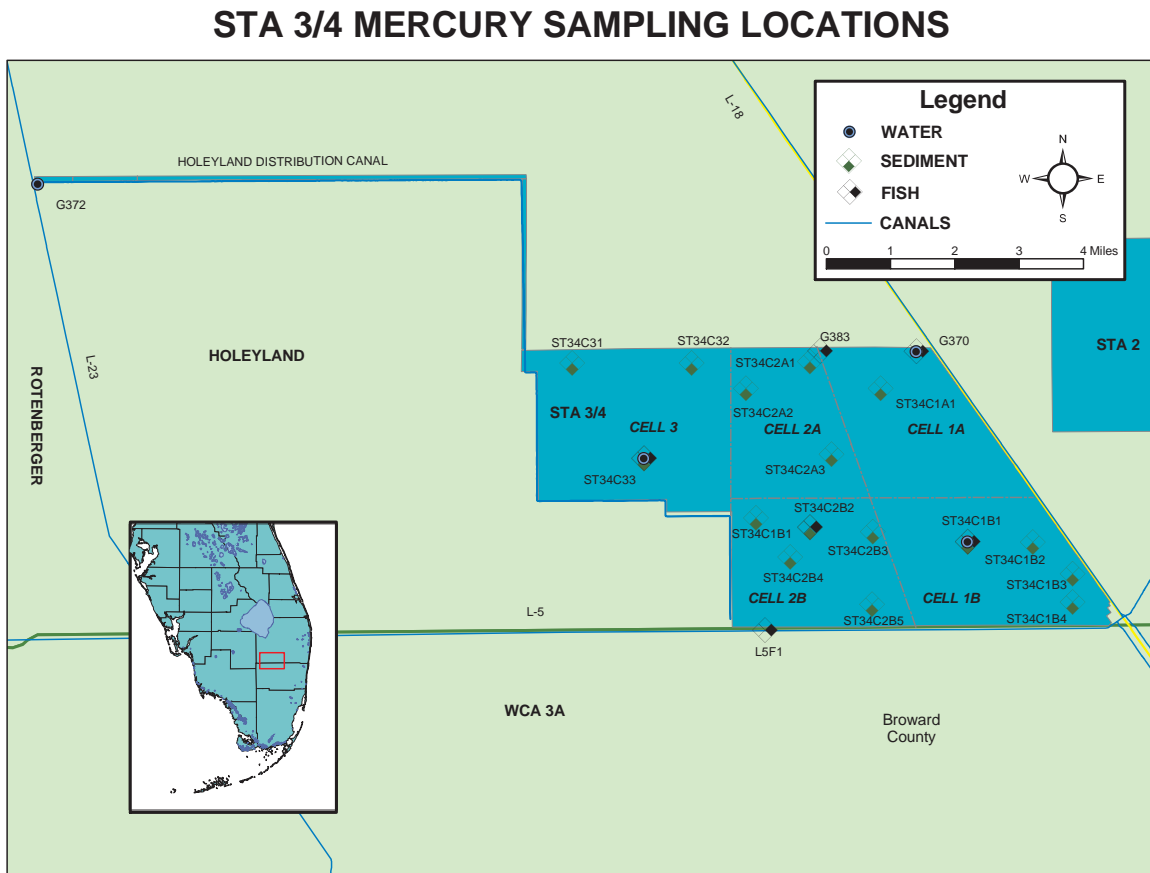 STA 3/4 MERCURY SAMPLING LOCATIONS
L-18
Legend
WATER
SEDIMENT
FISH
CANALS
N
W
E
S
0 1 2 3 4 Miles
HOLEYLAND DISTRIBUTION CANAL
G372
L-23
HOLEYLAND
ROTENBERGER
ST34C31
ST34C32
G383
G370
STA 2
ST34C2A1
ST34C2A2
ST34C1A1
STA 3/4
CELL 3
CELL 2A
CELL 1A
ST34C33
ST34C2A3
ST34C2B2
ST34C1B1
ST34C1B1
ST34C2B3
ST34C1B2
ST34C2B4
ST34C1B3
CELL 2B
CELL 1B
ST34C2B5
ST34C1B4
L-5
L5F1
WCA 3A
Broward
County